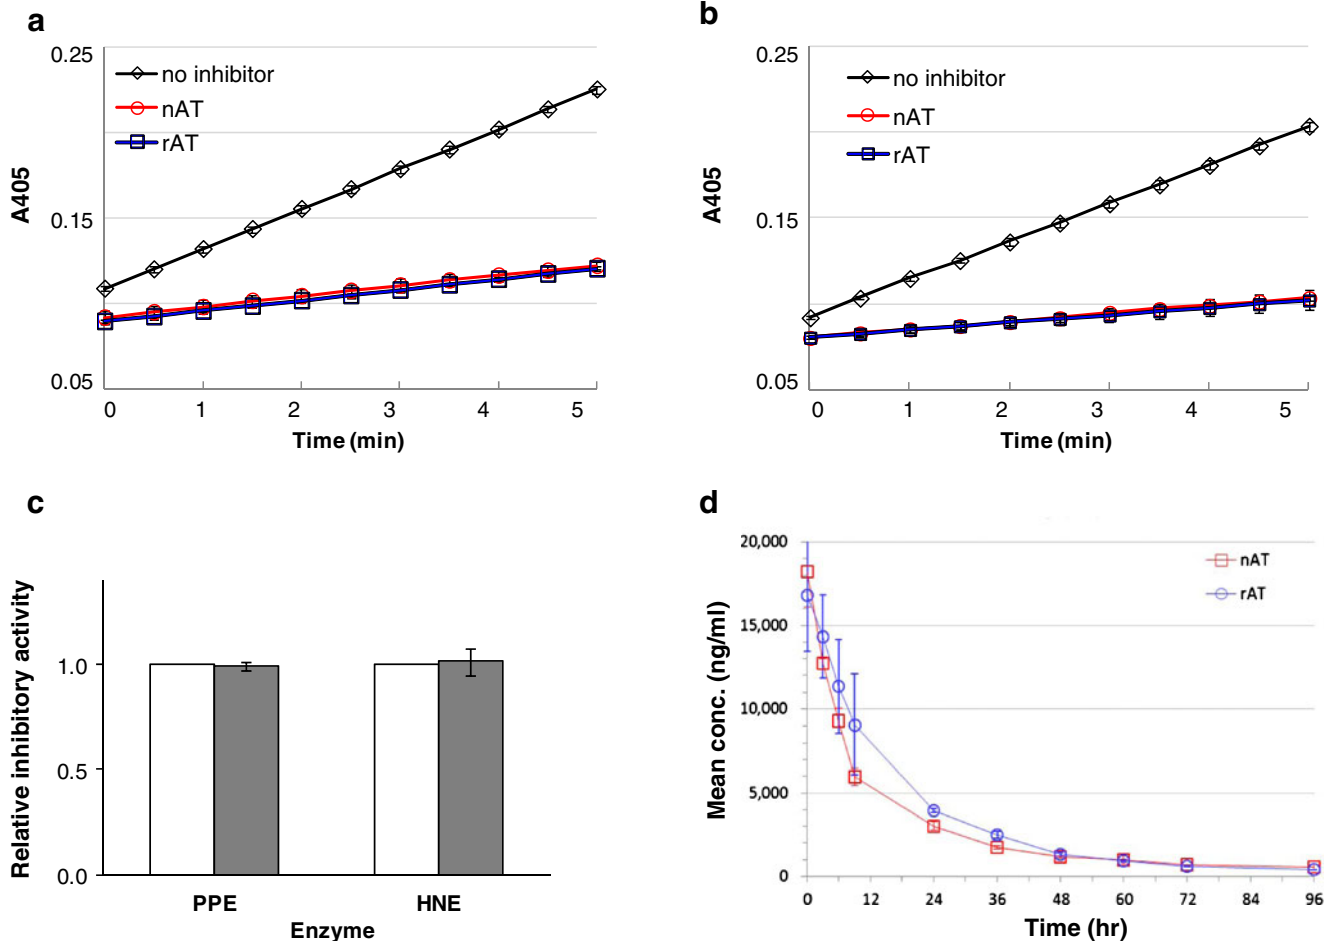 a
0.25
0.15
0.05
A405
no inhibitor
nAT
rAT
0 1 2 3 4 5
Time (min)
b
0.25
0.15
0.05
A405
no inhibitor
nAT
rAT
0 1 2 3 4 5
Time (min)
c
Relative inhibitory activity
1.0
0.5
0.0
PPE HNE
Enzyme
d
20,000
15,000
10,000
5,000
0
Mean conc. (ng/ml)
nAT
rAT
0 12 24 36 48 60 72 84 96
Time (hr)